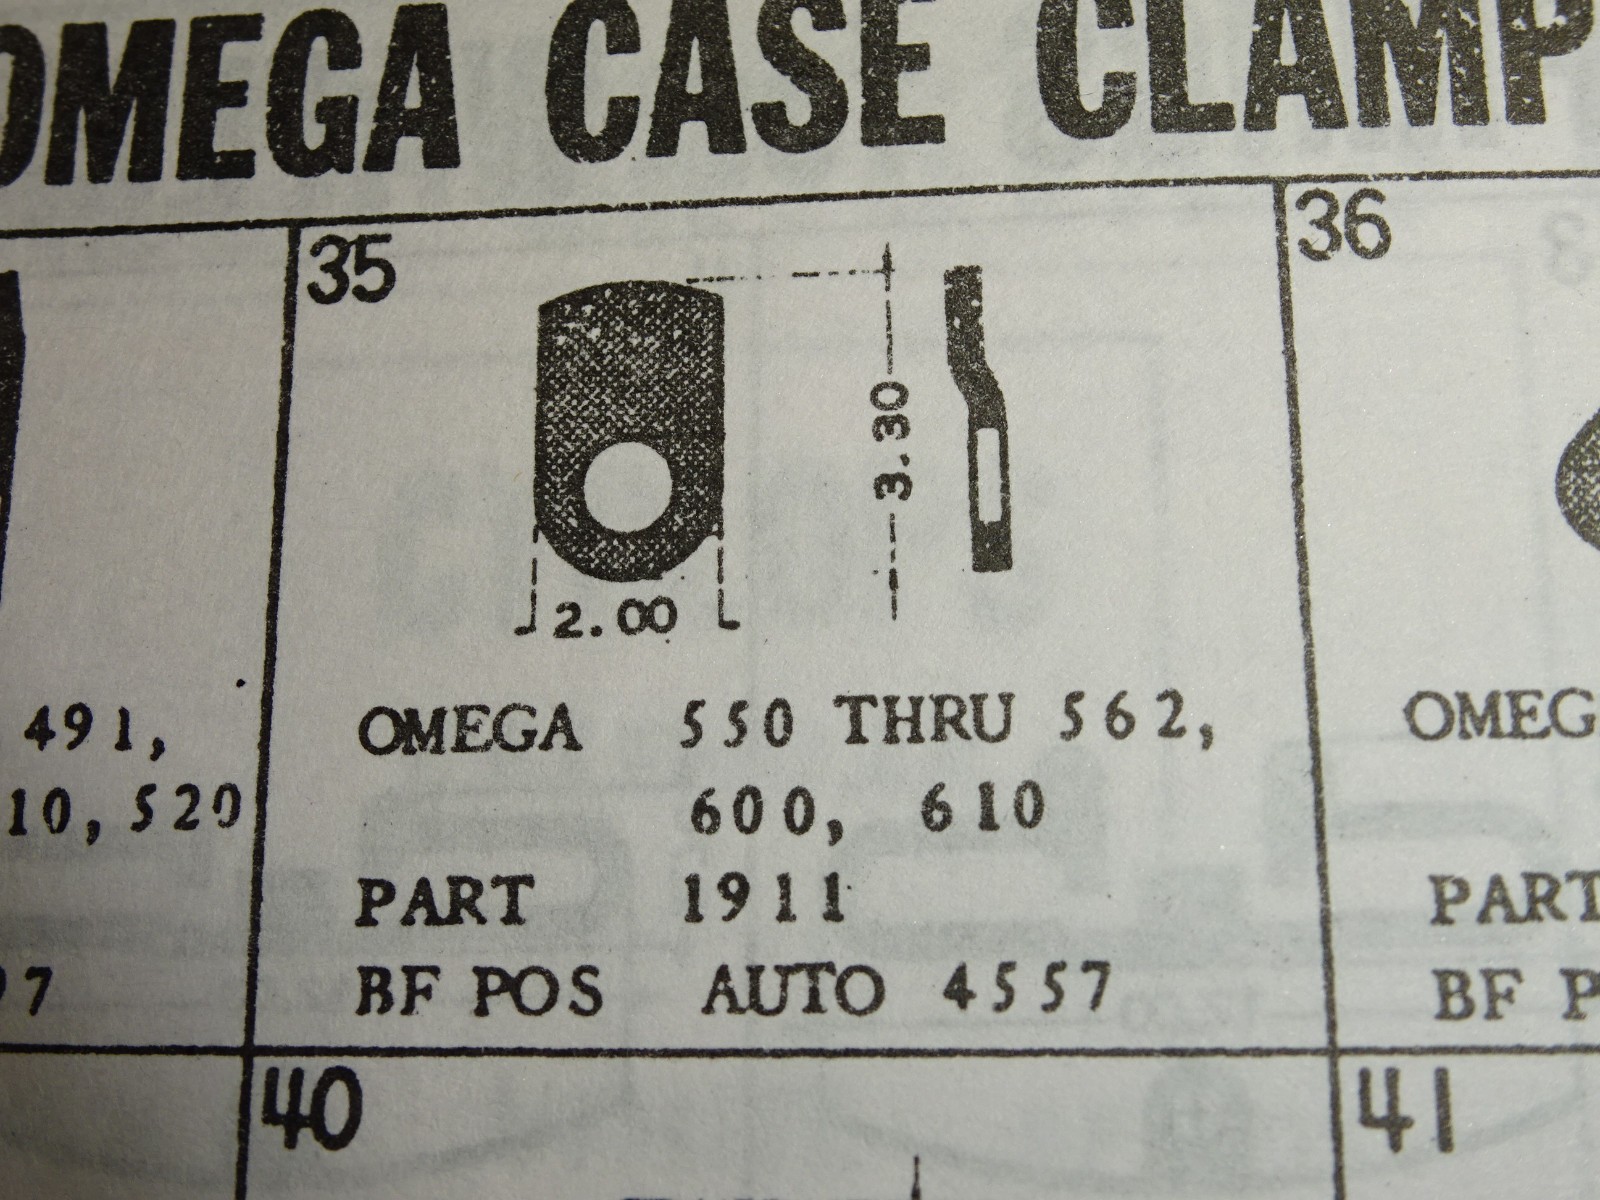 OMEGA CASE CLAMP
35
36
3.30
2.00
491,
10, 520
OMEGA 550 THRU 562,
600, 610
PART 1911
BF POS AUTO 4557
OMEG
PART
BF P
97
40
41